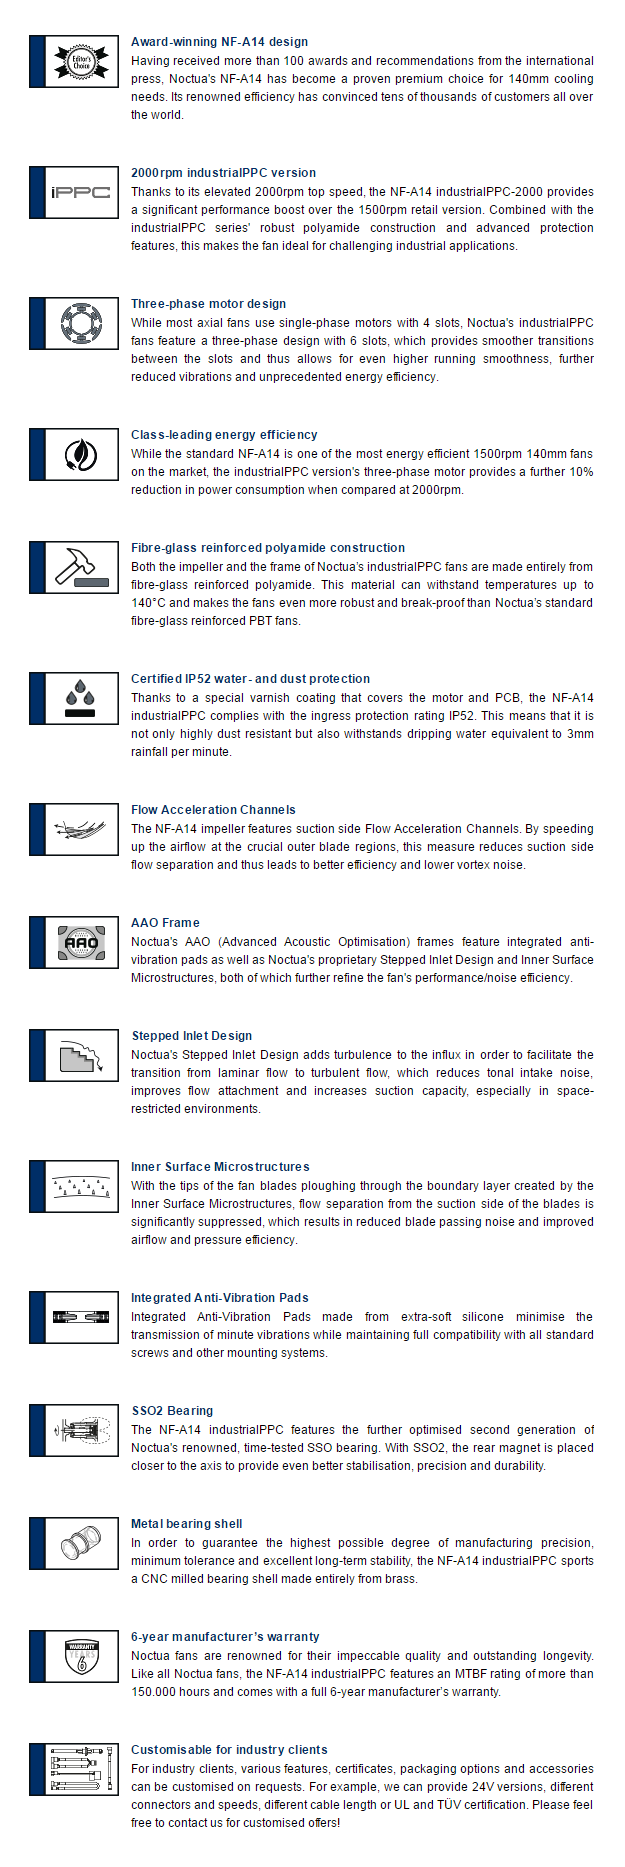 Editor's
Choice
Award-winning NF-A14 design
Having received more than 100 awards and recommendations from the international
press, Noctua's NF-A14 has become a proven premium choice for 140mm cooling
needs. Its renowned efficiency has convinced tens of thousands of customers all over
the world.
iPPC
2000rpm industrialPPC version
Thanks to its elevated 2000rpm top speed, the NF-A14 industrialPPC-2000 provides
a significant performance boost over the 1500rpm retail version. Combined with the
industrialPPC series' robust polyamide construction and advanced protection
features, this makes the fan ideal for challenging industrial applications.
Three-phase motor design
While most axial fans use single-phase motors with 4 slots, Noctua's industrialPPC
fans feature a three-phase design with 6 slots, which provides smoother transitions
between the slots and thus allows for even higher running smoothness, further
reduced vibrations and unprecedented energy efficiency.
Class-leading energy efficiency
While the standard NF-A14 is one of the most energy efficient 1500rpm 140mm fans
on the market, the industrialPPC version's three-phase motor provides a further 10%
reduction in power consumption when compared at 2000rpm.
Fibre-glass reinforced polyamide construction
Both the impeller and the frame of Noctua's industrialPPC fans are made entirely from
fibre-glass reinforced polyamide. This material can withstand temperatures up to
140°C and makes the fans even more robust and break-proof than Noctua's standard
fibre-glass reinforced PBT fans.
Certified IP52 water- and dust protection
Thanks to a special varnish coating that covers the motor and PCB, the NF-A14
industrialPPC complies with the ingress protection rating IP52. This means that it is
not only highly dust resistant but also withstands dripping water equivalent to 3mm
rainfall per minute.
Flow Acceleration Channels
The NF-A14 impeller features suction side Flow Acceleration Channels. By speeding
up the airflow at the crucial outer blade regions, this measure reduces suction side
flow separation and thus leads to better efficiency and lower vortex noise.
AAO
AAO Frame
Noctua's AAO (Advanced Acoustic Optimisation) frames feature integrated anti-
vibration pads as well as Noctua's proprietary Stepped Inlet Design and Inner Surface
Microstructures, both of which further refine the fan's performance/noise efficiency.
Stepped Inlet Design
Noctua's Stepped Inlet Design adds turbulence to the influx in order to facilitate the
transition from laminar flow to turbulent flow, which reduces tonal intake noise,
improves flow attachment and increases suction capacity, especially in space-
restricted environments.
Inner Surface Microstructures
With the tips of the fan blades ploughing through the boundary layer created by the
Inner Surface Microstructures, flow separation from the suction side of the blades is
significantly suppressed, which results in reduced blade passing noise and improved
airflow and pressure efficiency.
Integrated Anti-Vibration Pads
Integrated Anti-Vibration Pads made from extra-soft silicone minimise the
transmission of minute vibrations while maintaining full compatibility with all standard
screws and other mounting systems.
SSO2 Bearing
The NF-A14 industrialPPC features the further optimised second generation of
Noctua's renowned, time-tested SSO bearing. With SSO2, the rear magnet is placed
closer to the axis to provide even better stabilisation, precision and durability.
Metal bearing shell
In order to guarantee the highest possible degree of manufacturing precision,
minimum tolerance and excellent long-term stability, the NF-A14 industrialPPC sports
a CNC milled bearing shell made entirely from brass.
WARRANTY
YEARS
6
6-year manufacturer's warranty
Noctua fans are renowned for their impeccable quality and outstanding longevity.
Like all Noctua fans, the NF-A14 industrialPPC features an MTBF rating of more than
150.000 hours and comes with a full 6-year manufacturer's warranty.
Customisable for industry clients
For industry clients, various features, certificates, packaging options and accessories
can be customised on requests. For example, we can provide 24V versions, different
connectors and speeds, different cable length or UL and TÜV certification. Please feel
free to contact us for customised offers!